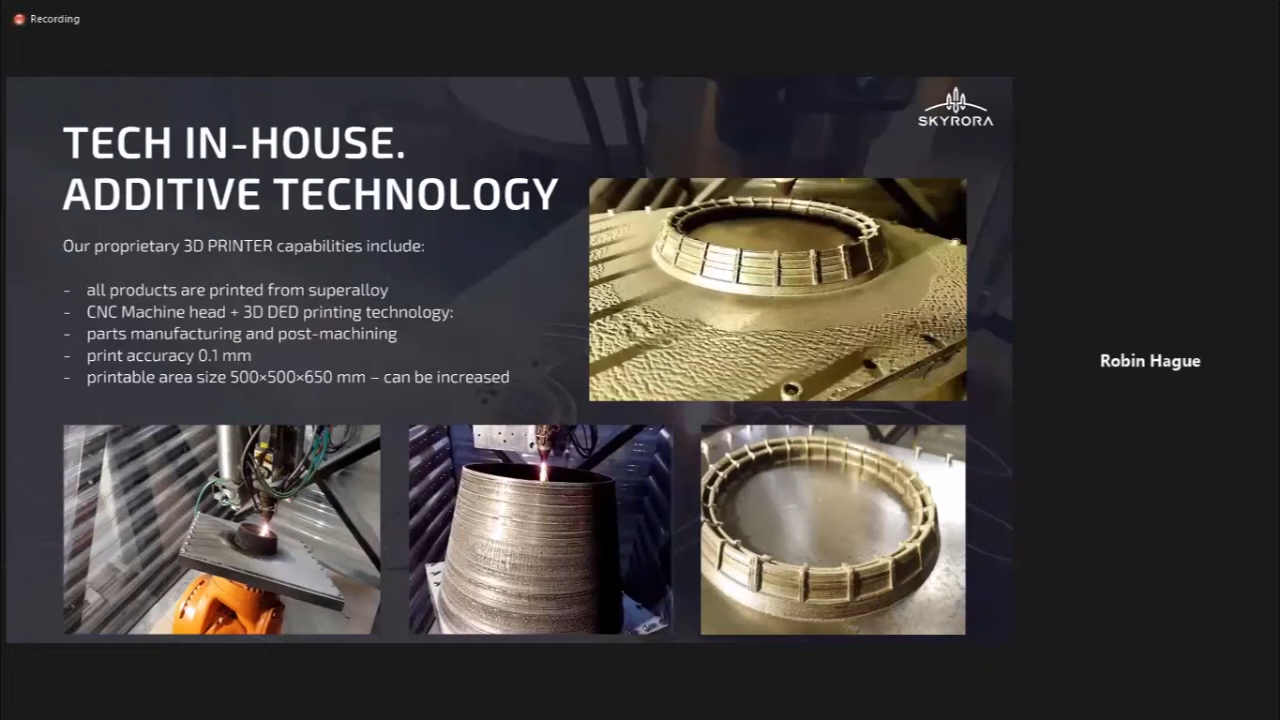 Recording
SKYRORA
TECH IN-HOUSE.
ADDITIVE TECHNOLOGY
Our proprietary 3D PRINTER capabilities include:
- all products are printed from superalloy
- CNC Machine head + 3D DED printing technology:
- parts manufacturing and post-machining
- print accuracy 0.1 mm
- printable area size 500×500×650 mm – can be increased
Robin Hague